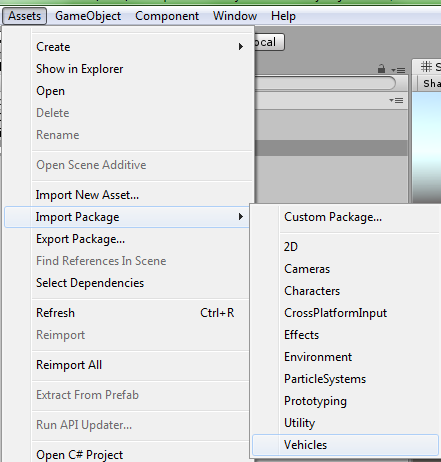 Assets GameObject Component Window Help
Create
Show in Explorer
Open
Delete
Rename
Open Scene Additive
Import New Asset...
Import Package
Export Package...
Find References In Scene
Select Dependencies
Refresh Ctrl+R
Reimport
Reimport All
Extract From Prefab
Run API Updater...
Open C# Project
Custom Package...
2D
Cameras
Characters
CrossPlatformInput
Effects
Environment
ParticleSystems
Prototyping
Utility
Vehicles
ocal
# S
Sha